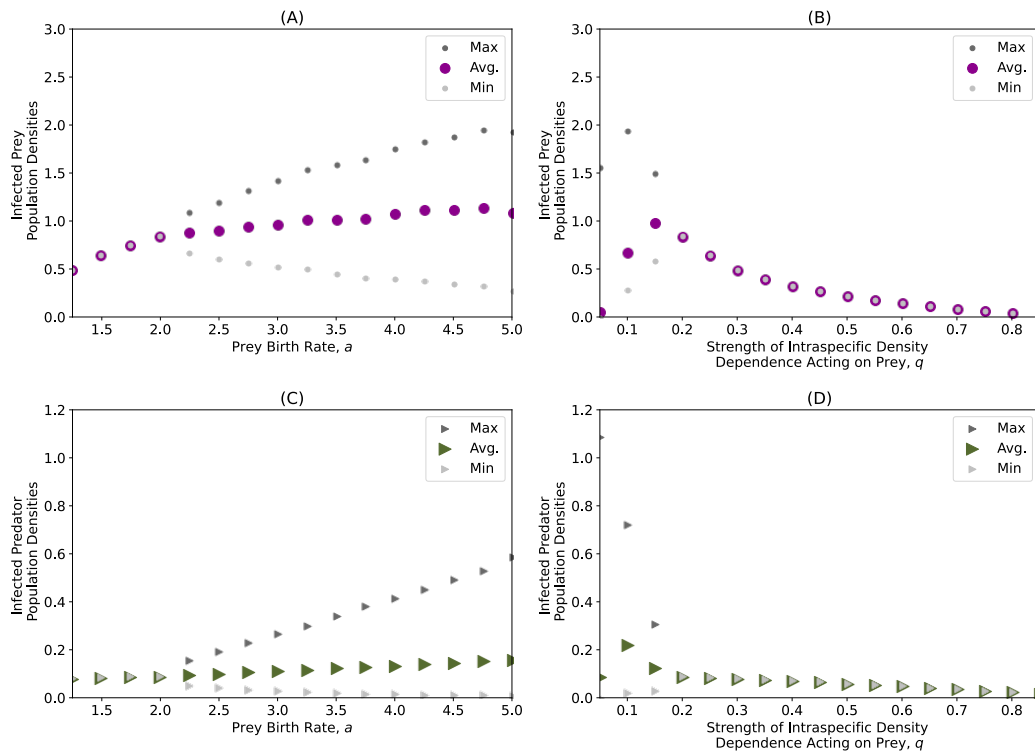 (A)
3.0
2.5
2.0
1.5
1.0
0.5
0.0
Infected Prey
Population Densities
Max
Avg.
Min
1.5 2.0 2.5 3.0 3.5 4.0 4.5 5.0
Prey Birth Rate, a
(B)
3.0
2.5
2.0
1.5
1.0
0.5
0.0
Infected Prey
Population Densities
Max
Avg.
Min
0.1 0.2 0.3 0.4 0.5 0.6 0.7 0.8
Strength of Intraspecific Density
Dependence Acting on Prey, q
(C)
1.2
1.0
0.8
0.6
0.4
0.2
0.0
Infected Predator
Population Densities
Max
Avg.
Min
1.5 2.0 2.5 3.0 3.5 4.0 4.5 5.0
Prey Birth Rate, a
(D)
1.2
1.0
0.8
0.6
0.4
0.2
0.0
Infected Predator
Population Densities
Max
Avg.
Min
0.1 0.2 0.3 0.4 0.5 0.6 0.7 0.8
Strength of Intraspecific Density
Dependence Acting on Prey, q